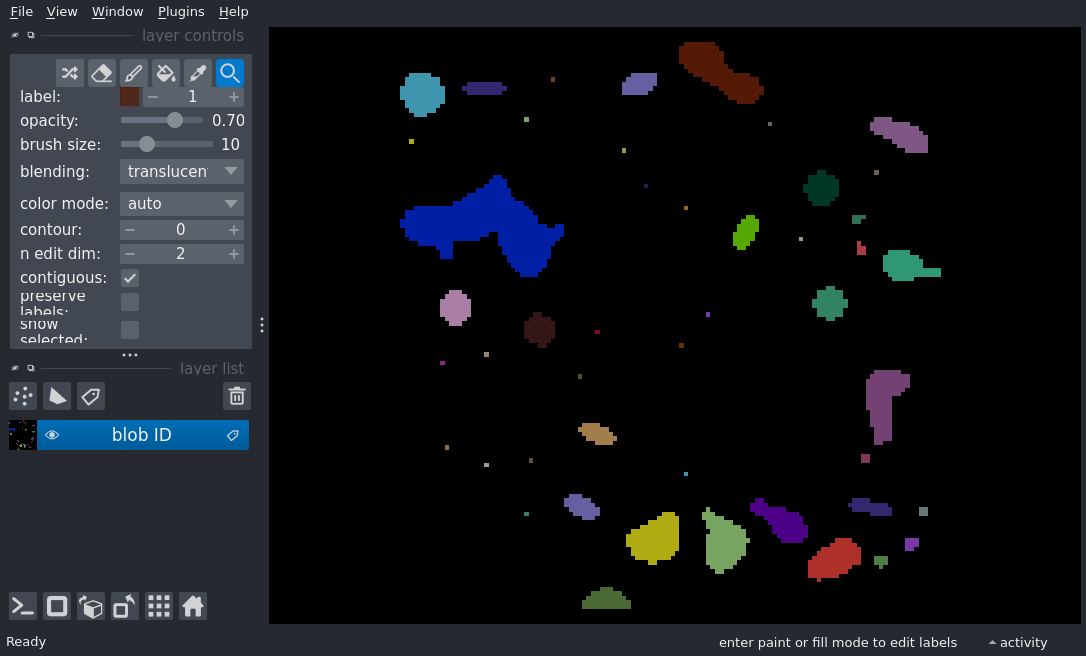 File View Window Plugins Help
layer controls
label: 1
opacity: 0.70
brush size: 10
blending: translucen
color mode: auto
contour: 0
n edit dim: 2
contiguous:
preserve
labels:
show
selected:
layer list
blob ID
Ready enter paint or fill mode to edit labels activity